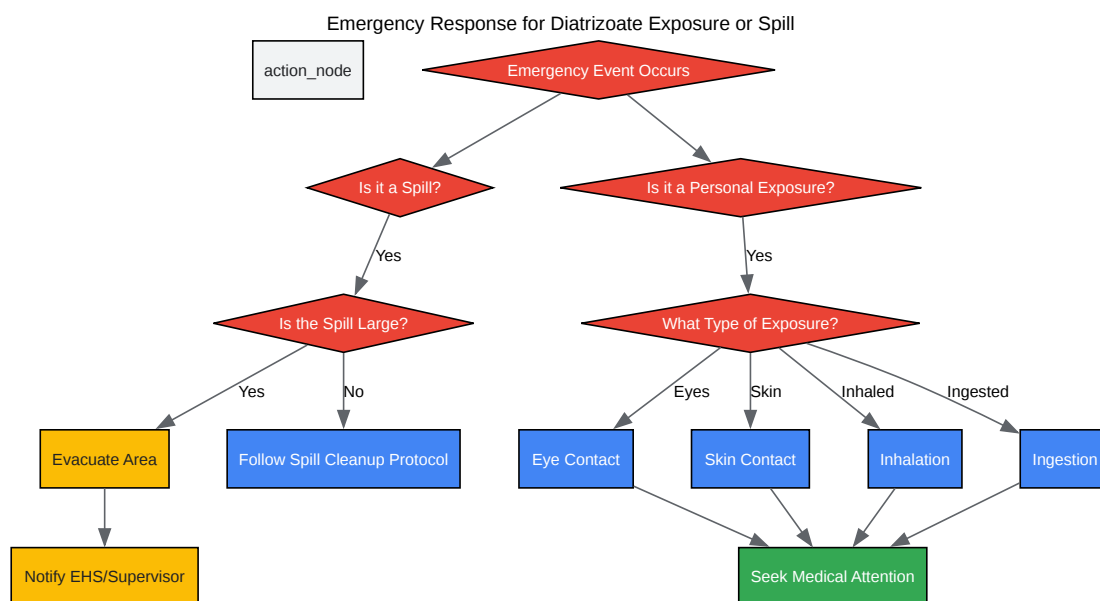 Emergency Response for Diatrizoate Exposure or Spill
action_node
Emergency Event Occurs
Is it a Spill?
Is it a Personal Exposure?
Yes
Yes
Is the Spill Large?
What Type of Exposure?
Yes
No
Eyes
Skin
Inhaled
Ingested
Evacuate Area
Follow Spill Cleanup Protocol
Eye Contact
Skin Contact
Inhalation
Ingestion
Notify EHS/Supervisor
Seek Medical Attention